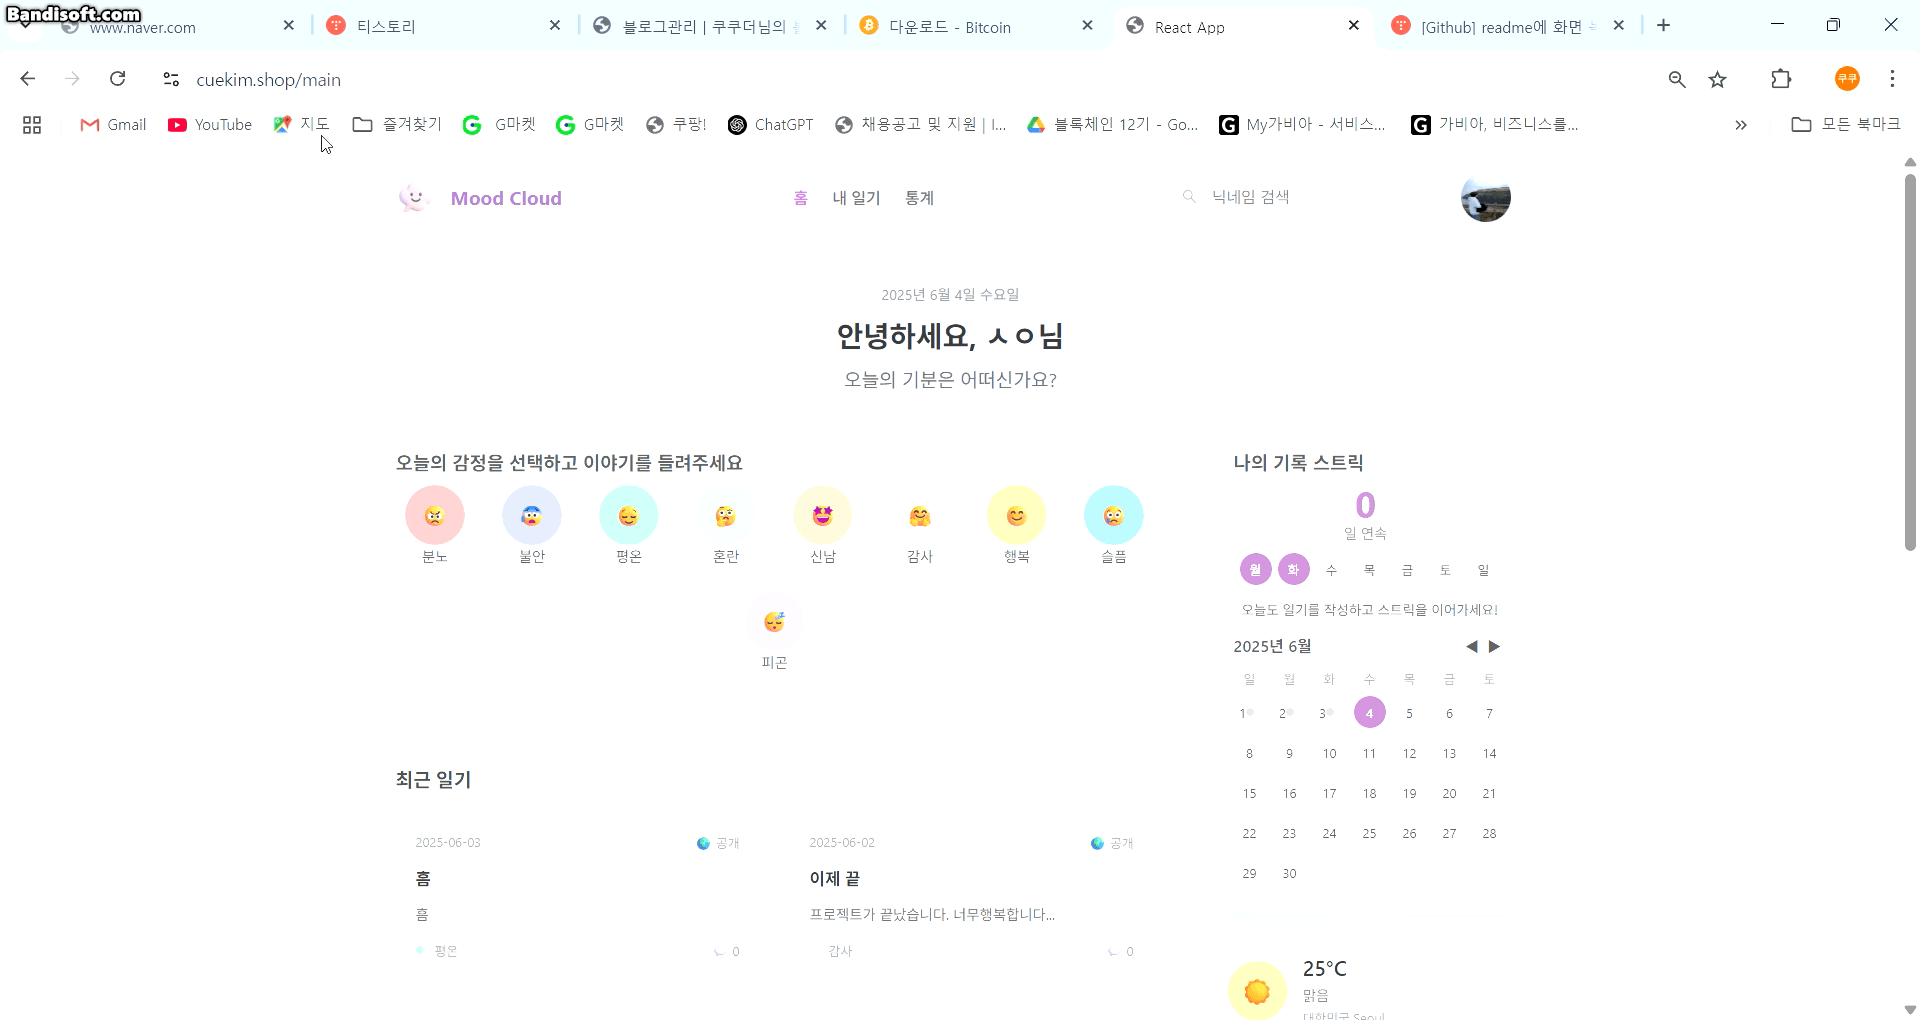 Bandisoft.com
www.naver.com
티스토리
블로그관리 | 쿠쿠더님의
다운로드 - Bitcoin
React App
[Github] readme에 화면
cuekim.shop/main
쿠쿠
Gmail
YouTube
지도
즐겨찾기
G마켓
G마켓
쿠팡!
ChatGPT
채용공고 및 지원 | I...
블록체인 12기 - Go...
My가비아 - 서비스...
가비아, 비즈니스를...
모든 북마크
Mood Cloud
홈 내 일기 통계
닉네임 검색
2025년 6월 4일 수요일
안녕하세요, ㅅㅇ님
오늘의 기분은 어떠신가요?
오늘의 감정을 선택하고 이야기를 들려주세요
분노 불안 평온 혼란 신남 감사 행복 슬픔
피곤
나의 기록 스트릭
0
일 연속
월 화 수 목 금 토 일
오늘도 일기를 작성하고 스트릭을 이어가세요!
2025년 6월
일 월 화 수 목 금 토
1 2 3 4 5 6 7
8 9 10 11 12 13 14
15 16 17 18 19 20 21
22 23 24 25 26 27 28
29 30
최근 일기
2025-06-03 공개
흠
흠
평온 0
2025-06-02 공개
이제 끝
프로젝트가 끝났습니다. 너무행복합니다...
감사 0
25°C
맑음
대한민국 Seoul